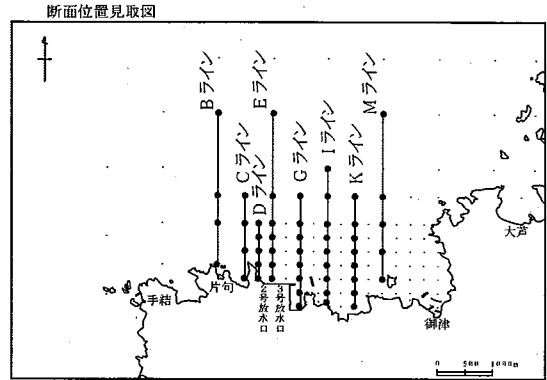 断面位置見取図
Bライン
Cライン
Dライン
Eライン
Gライン
Iライン
Kライン
Mライン
大芦
手結
片句
2号放水口
3号放水口
御津
0 500 1000m